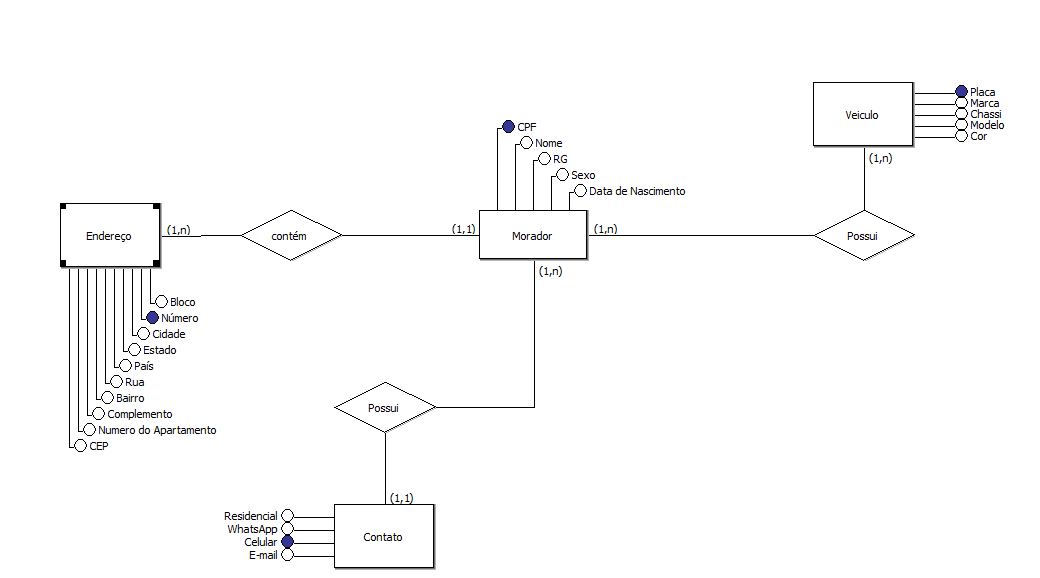 Placa
Marca
Veiculo
Chassi
Modelo
Cor
CPF
Nome
(1,n)
RG
Sexo
Data de Nascimento
Endereço
(1,n)
contém
(1,1)
Morador
(1,n)
Possui
(1,n)
Bloco
Número
Cidade
Estado
País
Rua
Bairro
Complemento
Numero do Apartamento
CEP
Possui
(1,1)
Residencial
WhatsApp
Celular
E-mail
Contato